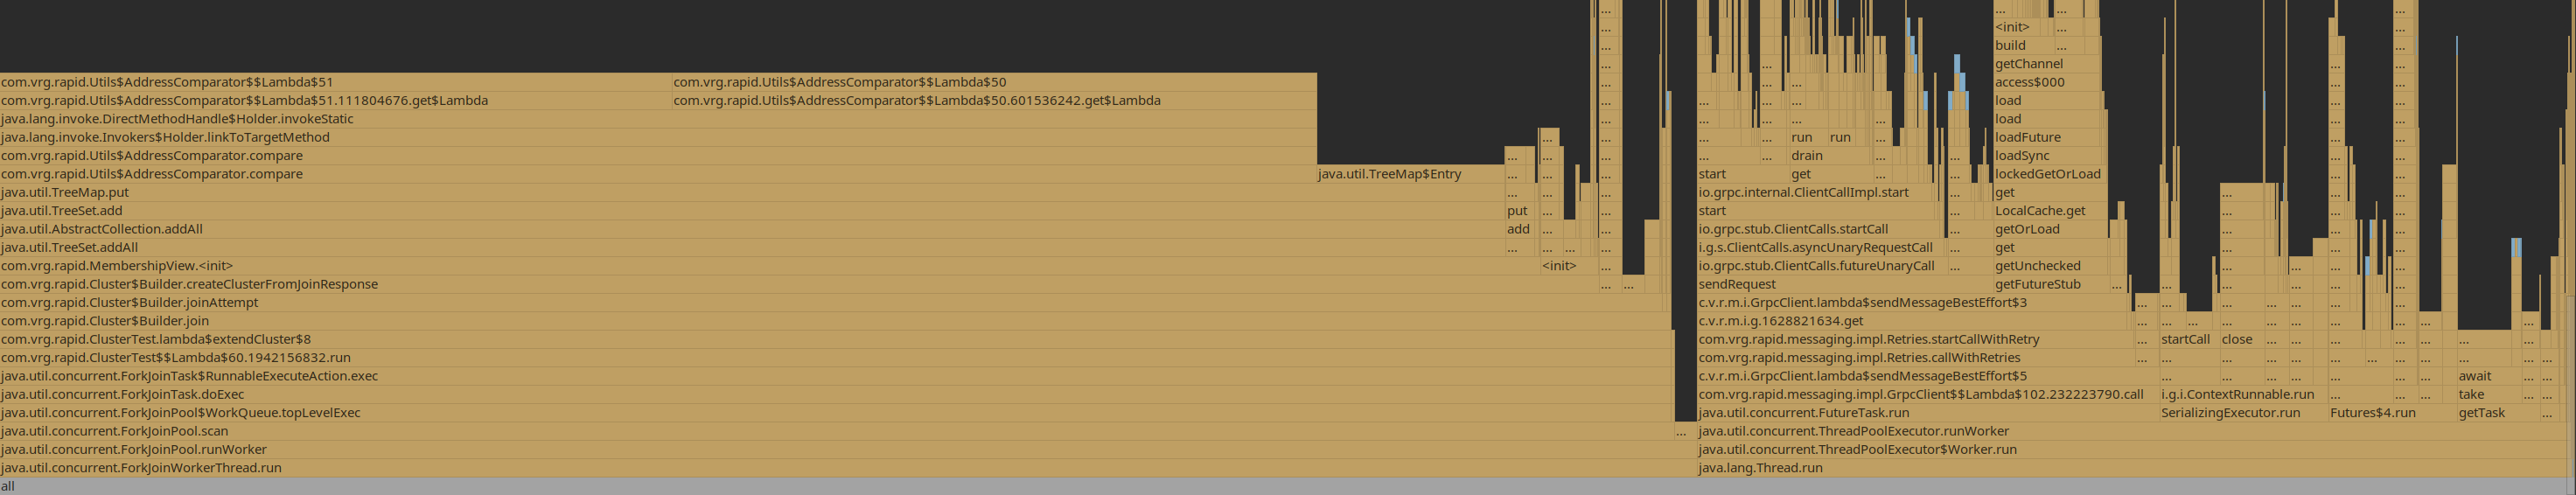 ... ... ... ...
... <init> ... ...
... build ... ...
... ... getChannel ...
com.vrg.rapid.Utils$AddressComparator$$Lambda$51 com.vrg.rapid.Utils$AddressComparator$$Lambda$50 ... ... access$000 ...
com.vrg.rapid.Utils$AddressComparator$$Lambda$51.111804676.get$Lambda com.vrg.rapid.Utils$AddressComparator$$Lambda$50.601536242.get$Lambda ... ... ... ... load ...
java.lang.invoke.DirectMethodHandle$Holder.invokeStatic ... ... ... ... ... load ...
java.lang.invoke.Invokers$Holder.linkToTargetMethod ... ... ... ... run run ... loadFuture ... ...
com.vrg.rapid.Utils$AddressComparator.compare ... ... ... ... ... drain ... ... loadSync ... ...
com.vrg.rapid.Utils$AddressComparator.compare java.util.TreeMap$Entry ... ... ... start get ... ... lockedGetOrLoad ... ...
java.util.TreeMap.put ... ... ... io.grpc.internal.ClientCallImpl.start ... get ... ... ...
java.util.TreeSet.add put ... ... start ... LocalCache.get ... ... ...
java.util.AbstractCollection.addAll add ... ... io.grpc.stub.ClientCalls.startCall ... getOrLoad ... ... ...
java.util.TreeSet.addAll ... ... ... ... i.g.s.ClientCalls.asyncUnaryRequestCall ... get ... ... ...
com.vrg.rapid.MembershipView.<init> <init> ... io.grpc.stub.ClientCalls.futureUnaryCall ... getUnchecked ... ... ... ...
com.vrg.rapid.Cluster$Builder.createClusterFromJoinResponse ... ... sendRequest getFutureStub ... ... ... ... ... ...
com.vrg.rapid.Cluster$Builder.joinAttempt c.v.r.m.i.GrpcClient.lambda$sendMessageBestEffort$3 ... ... ... ... ... ... ...
com.vrg.rapid.Cluster$Builder.join c.v.r.m.i.g.1628821634.get ... ... ... ... ... ... ... ... ... ...
com.vrg.rapid.ClusterTest.lambda$extendCluster$8 com.vrg.rapid.messaging.impl.Retries.startCallWithRetry ... startCall close ... ... ... ... ... ... ...
com.vrg.rapid.ClusterTest$$Lambda$60.1942156832.run com.vrg.rapid.messaging.impl.Retries.callWithRetries ... ... ... ... ... ... ... ... ... ... ... ...
java.util.concurrent.ForkJoinTask$RunnableExecuteAction.exec c.v.r.m.i.GrpcClient.lambda$sendMessageBestEffort$5 ... ... ... ... ... ... ... await ... ...
java.util.concurrent.ForkJoinTask.doExec com.vrg.rapid.messaging.impl.GrpcClient$$Lambda$102.232223790.call i.g.i.ContextRunnable.run ... ... ... take ... ...
java.util.concurrent.ForkJoinPool$WorkQueue.topLevelExec java.util.concurrent.FutureTask.run SerializingExecutor.run Futures$4.run getTask ...
java.util.concurrent.ForkJoinPool.scan ... java.util.concurrent.ThreadPoolExecutor.runWorker
java.util.concurrent.ForkJoinPool.runWorker java.util.concurrent.ThreadPoolExecutor$Worker.run
java.util.concurrent.ForkJoinWorkerThread.run java.lang.Thread.run
all